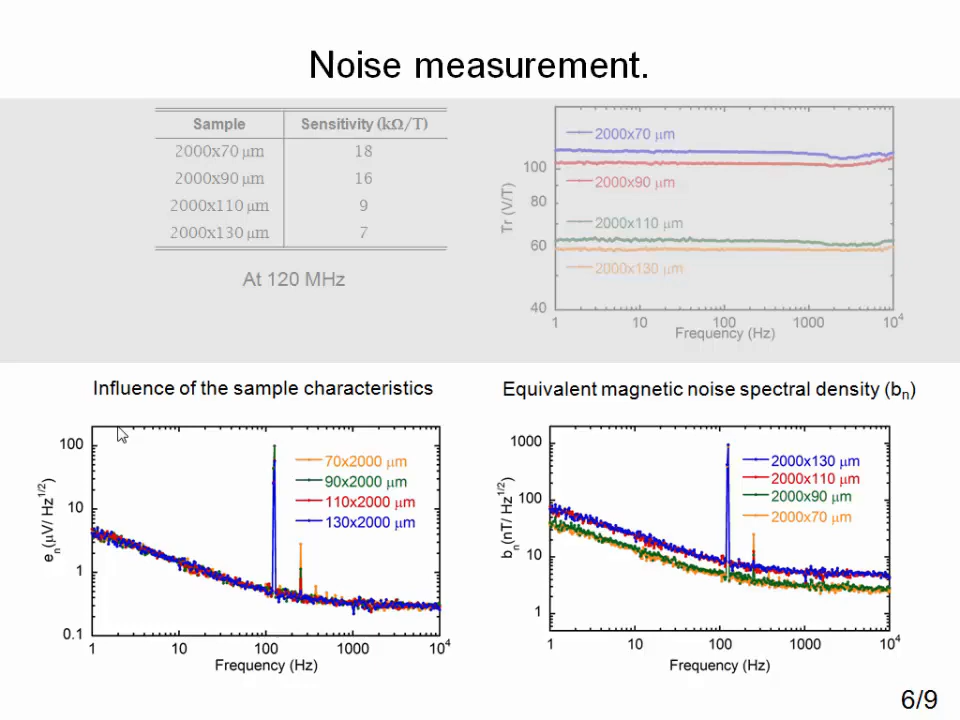 Noise measurement.
Sample Sensitivity (kΩ/T)
2000x70 μm 18
2000x90 μm 16
2000x110 μm 9
2000x130 μm 7
At 120 MHz
Tr (V/T)
100
80
60
40
2000x70 μm
2000x90 μm
2000x110 μm
2000x130 μm
1 10 100 1000 10⁴
Frequency (Hz)
Influence of the sample characteristics
eₙ(μV/ Hz^1/2)
100
10
1
0.1
70x2000 μm
90x2000 μm
110x2000 μm
130x2000 μm
1 10 100 1000 10⁴
Frequency (Hz)
Equivalent magnetic noise spectral density (bₙ)
bₙ(nT/ Hz^1/2)
1000
100
10
1
2000x130 μm
2000x110 μm
2000x90 μm
2000x70 μm
1 10 100 1000 10⁴
Frequency (Hz)
6/9